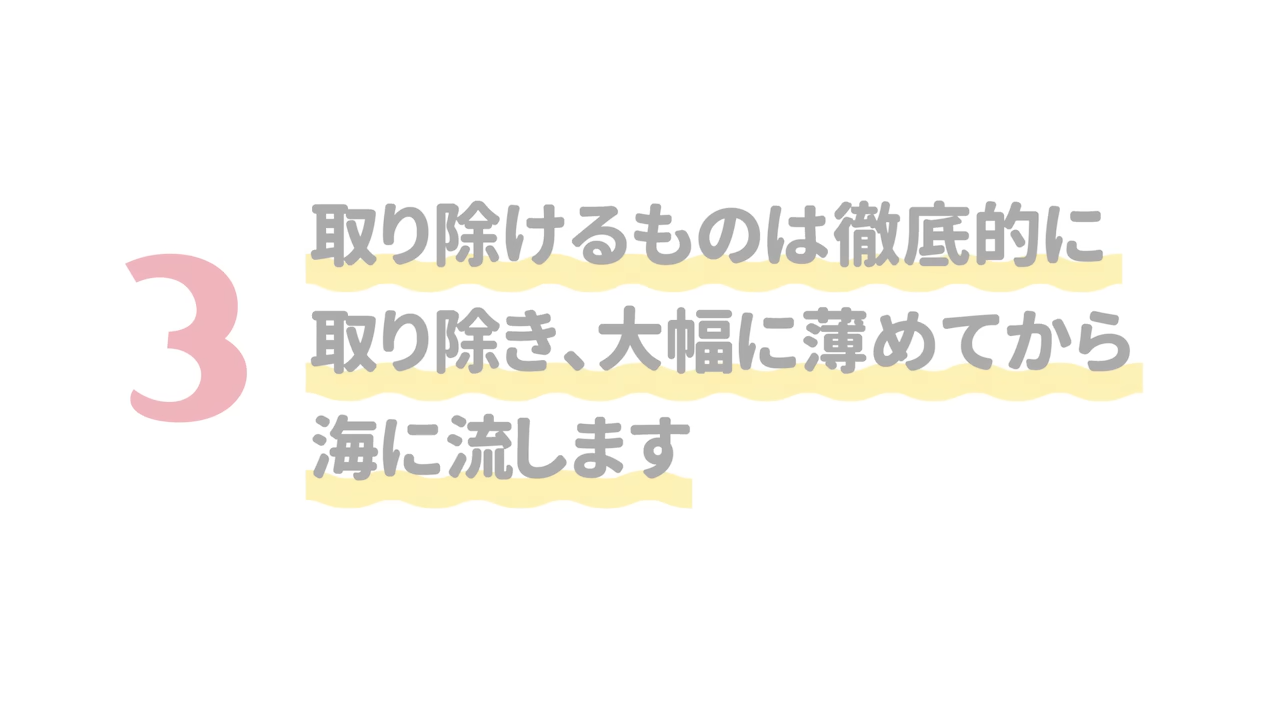 3
取り除けるものは徹底的に
取り除き、大幅に薄めてから
海に流します